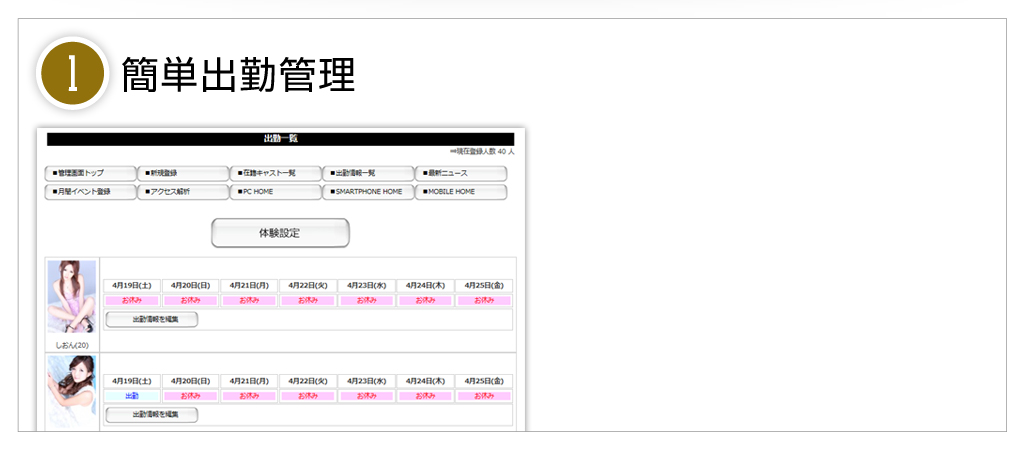 1 簡単出勤管理
出勤一覧
⇒現在登録人数 40 人
■管理画面トップ ■新規登録 ■在籍キャスト一覧 ■出勤情報一覧 ■最新ニュース
■月間イベント登録 ■アクセス解析 ■PC HOME ■SMARTPHONE HOME ■MOBILE HOME
体験設定
4月19日(土) 4月20日(日) 4月21日(月) 4月22日(火) 4月23日(水) 4月24日(木) 4月25日(金)
お休み お休み お休み お休み お休み お休み お休み
出勤情報を編集
しおん(20)
4月19日(土) 4月20日(日) 4月21日(月) 4月22日(火) 4月23日(水) 4月24日(木) 4月25日(金)
出勤 お休み お休み お休み お休み お休み お休み
出勤情報を編集